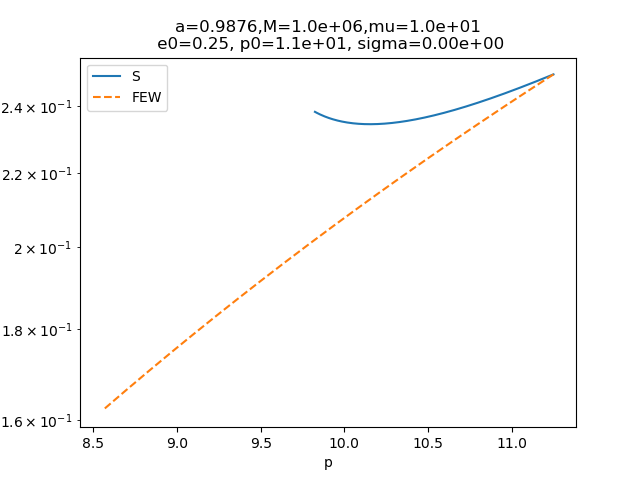 a=0.9876,M=1.0e+06,mu=1.0e+01
e0=0.25, p0=1.1e+01, sigma=0.00e+00
S
FEW
2.4 × 10⁻¹
2.2 × 10⁻¹
2 × 10⁻¹
1.8 × 10⁻¹
1.6 × 10⁻¹
8.5 9.0 9.5 10.0 10.5 11.0
p